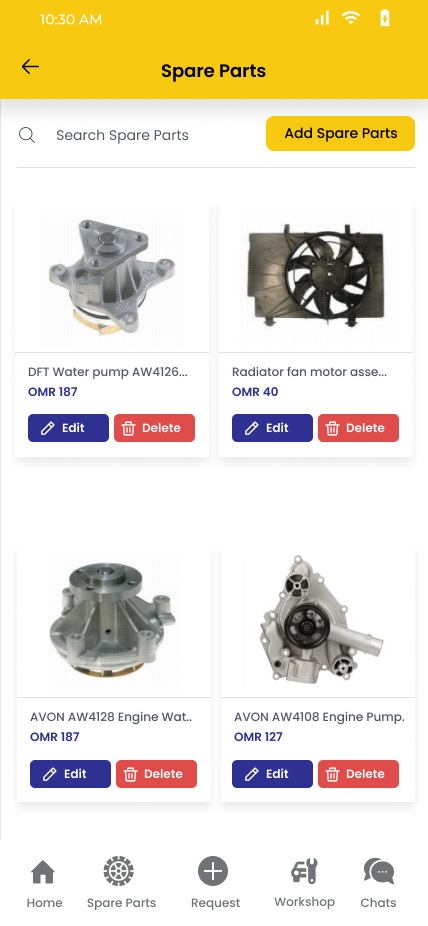 10:30 AM
Spare Parts
Search Spare Parts
Add Spare Parts
DFT Water pump AW4126...
OMR 187
Edit
Delete
Radiator fan motor asse...
OMR 40
Edit
Delete
AVON AW4128 Engine Wat..
OMR 187
Edit
Delete
AVON AW4108 Engine Pump.
OMR 127
Edit
Delete
Home
Spare Parts
Request
Workshop
Chats